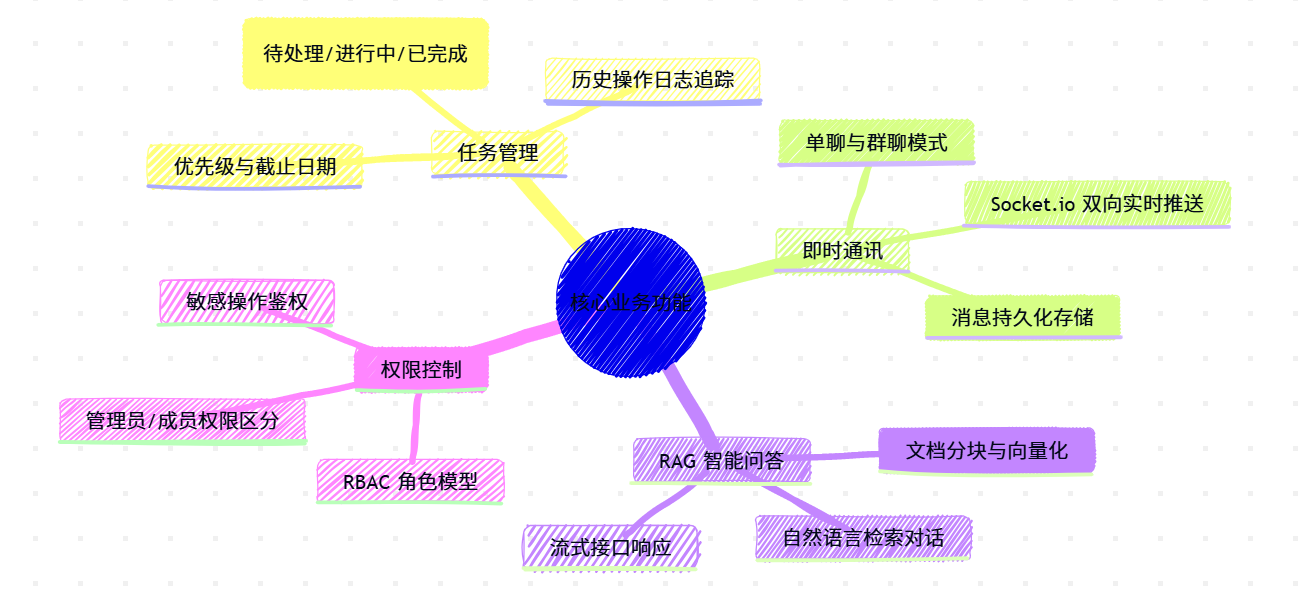 待处理/进行中/已完成
历史操作日志追踪
优先级与截止日期
任务管理
单聊与群聊模式
Socket.io 双向实时推送
即时通讯
消息持久化存储
核心业务功能
敏感操作鉴权
权限控制
管理员/成员权限区分
RBAC 角色模型
RAG 智能问答
文档分块与向量化
流式接口响应
自然语言检索对话